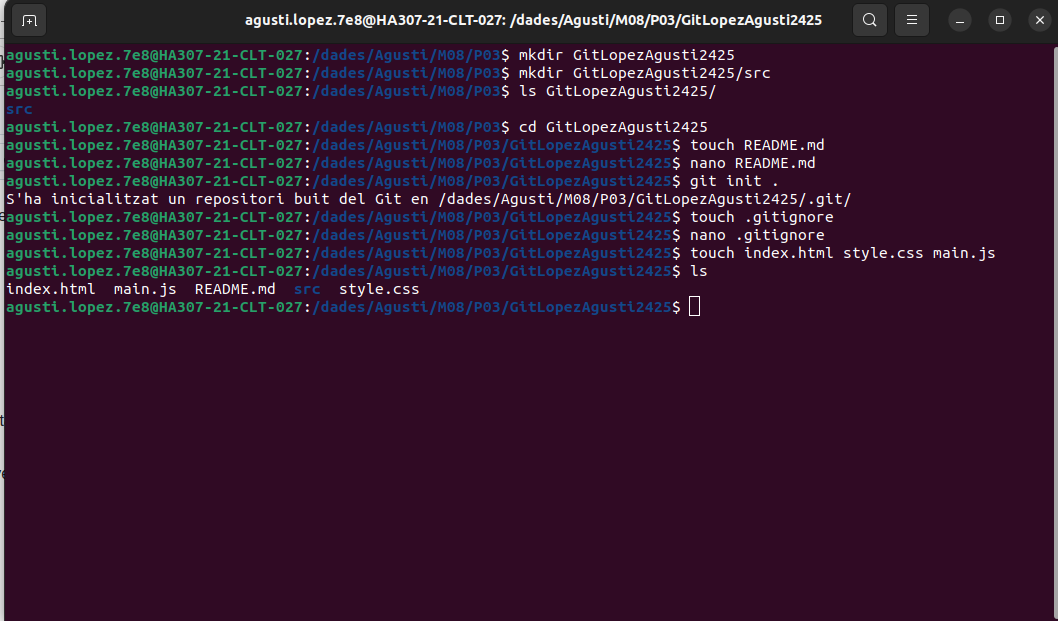 agusti.lopez.7e8@HA307-21-CLT-027: /dades/Agusti/M08/P03/GitLopezAgusti2425
agusti.lopez.7e8@HA307-21-CLT-027:/dades/Agusti/M08/P03$ mkdir GitLopezAgusti2425
agusti.lopez.7e8@HA307-21-CLT-027:/dades/Agusti/M08/P03$ mkdir GitLopezAgusti2425/src
agusti.lopez.7e8@HA307-21-CLT-027:/dades/Agusti/M08/P03$ ls GitLopezAgusti2425/
src
agusti.lopez.7e8@HA307-21-CLT-027:/dades/Agusti/M08/P03$ cd GitLopezAgusti2425
agusti.lopez.7e8@HA307-21-CLT-027:/dades/Agusti/M08/P03/GitLopezAgusti2425$ touch README.md
agusti.lopez.7e8@HA307-21-CLT-027:/dades/Agusti/M08/P03/GitLopezAgusti2425$ nano README.md
agusti.lopez.7e8@HA307-21-CLT-027:/dades/Agusti/M08/P03/GitLopezAgusti2425$ git init .
S'ha inicialitzat un repositori buit del Git en /dades/Agusti/M08/P03/GitLopezAgusti2425/.git/
agusti.lopez.7e8@HA307-21-CLT-027:/dades/Agusti/M08/P03/GitLopezAgusti2425$ touch .gitignore
agusti.lopez.7e8@HA307-21-CLT-027:/dades/Agusti/M08/P03/GitLopezAgusti2425$ nano .gitignore
agusti.lopez.7e8@HA307-21-CLT-027:/dades/Agusti/M08/P03/GitLopezAgusti2425$ touch index.html style.css main.js
agusti.lopez.7e8@HA307-21-CLT-027:/dades/Agusti/M08/P03/GitLopezAgusti2425$ ls
index.html  main.js  README.md  src  style.css
agusti.lopez.7e8@HA307-21-CLT-027:/dades/Agusti/M08/P03/GitLopezAgusti2425$